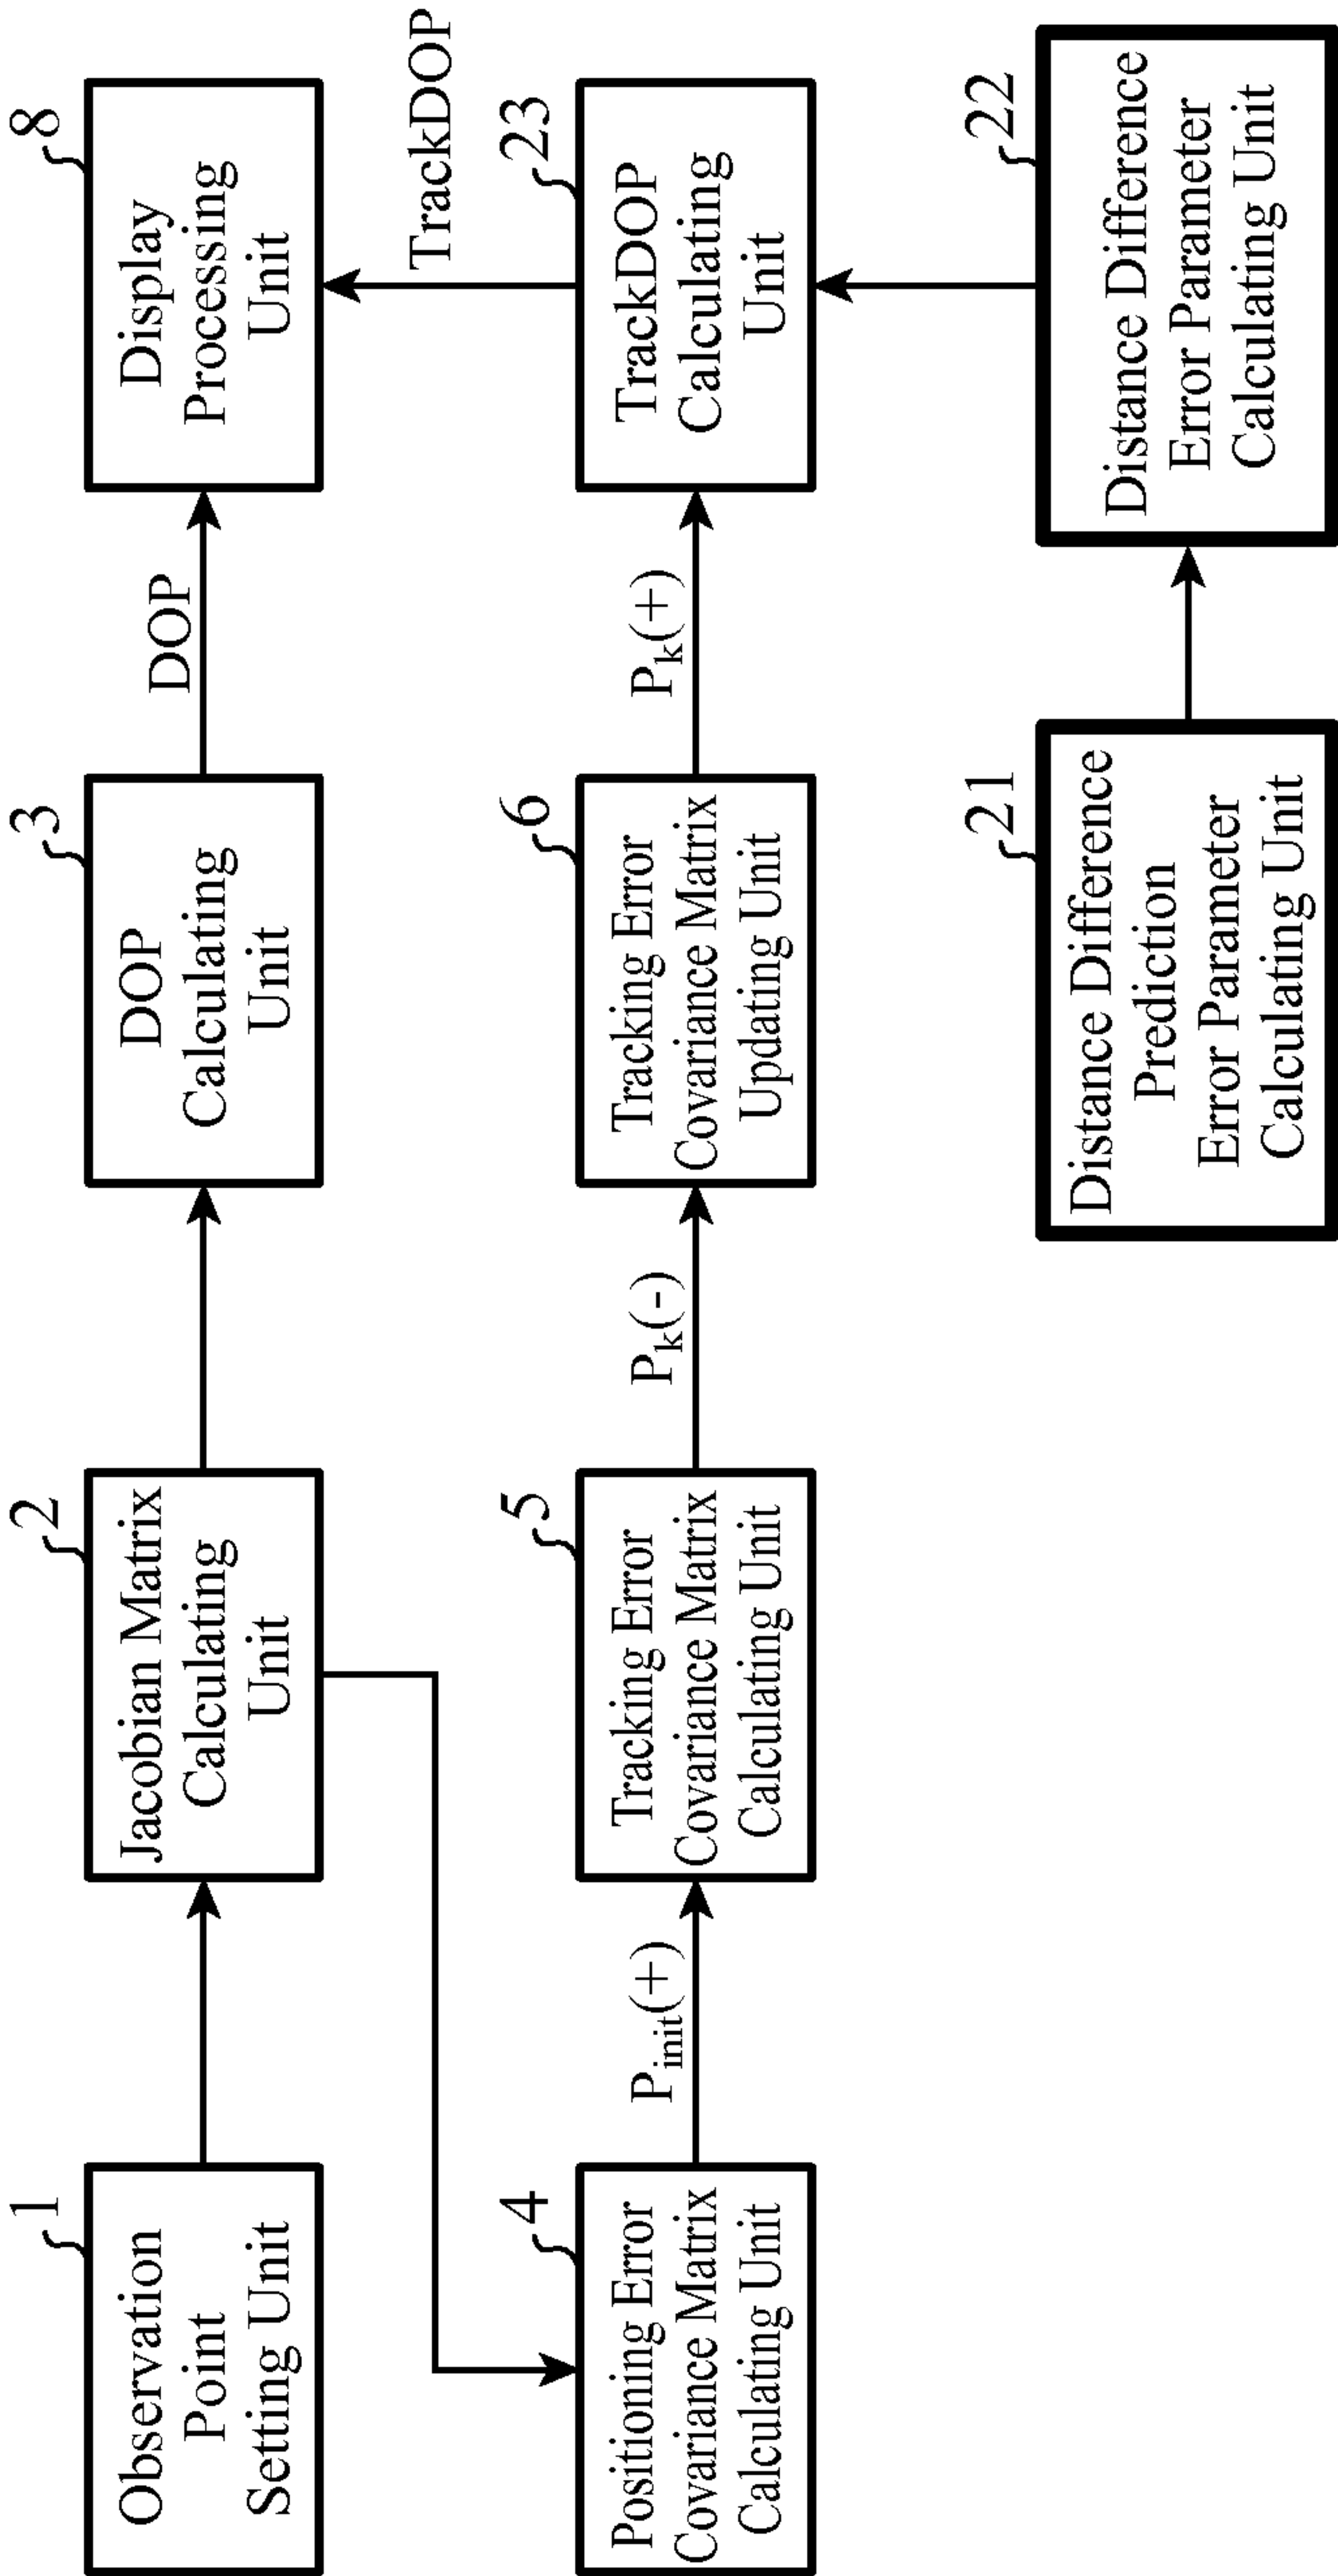 1
Observation
Point
Setting Unit
2
Jacobian Matrix
Calculating
Unit
3
DOP
Calculating
Unit
DOP
8
Display
Processing
Unit
TrackDOP
4
Positioning Error
Covariance Matrix
Calculating Unit
Pinit(+)
5
Tracking Error
Covariance Matrix
Calculating Unit
Pk(-)
6
Tracking Error
Covariance Matrix
Updating Unit
Pk(+)
23
TrackDOP
Calculating
Unit
21
Distance Difference
Prediction
Error Parameter
Calculating Unit
22
Distance Difference
Error Parameter
Calculating Unit